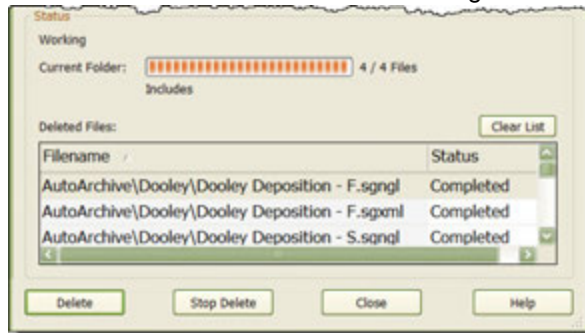 Status
Working
Current Folder: 4 / 4 Files
Includes
Deleted Files: Clear List
Filename Status
AutoArchive\Dooley\Dooley Deposition - F.sgngl Completed
AutoArchive\Dooley\Dooley Deposition - F.sgxml Completed
AutoArchive\Dooley\Dooley Deposition - S.sgngl Completed
Delete Stop Delete Close Help